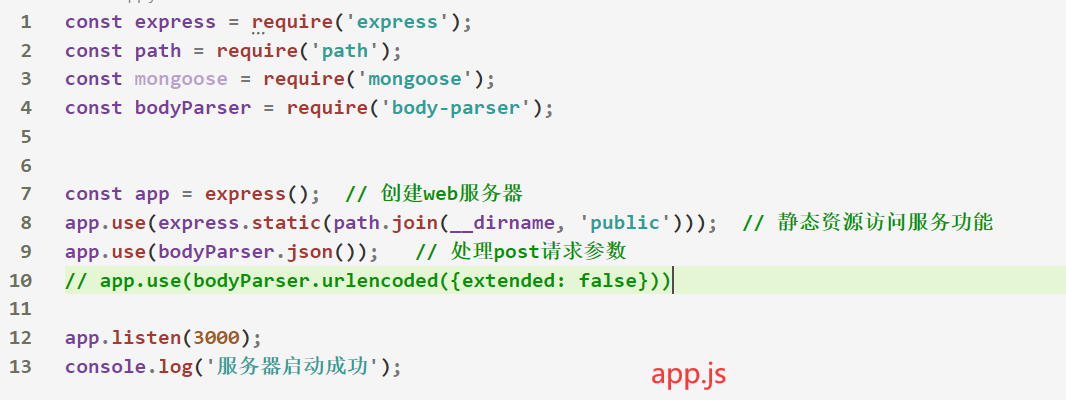 1 const express = require('express');
2 const path = require('path');
3 const mongoose = require('mongoose');
4 const bodyParser = require('body-parser');
5
6
7 const app = express();  // 创建web服务器
8 app.use(express.static(path.join(__dirname, 'public')));  // 静态资源访问服务功能
9 app.use(bodyParser.json());   // 处理post请求参数
10 // app.use(bodyParser.urlencoded({extended: false}))
11
12 app.listen(3000);
13 console.log('服务器启动成功');
app.js